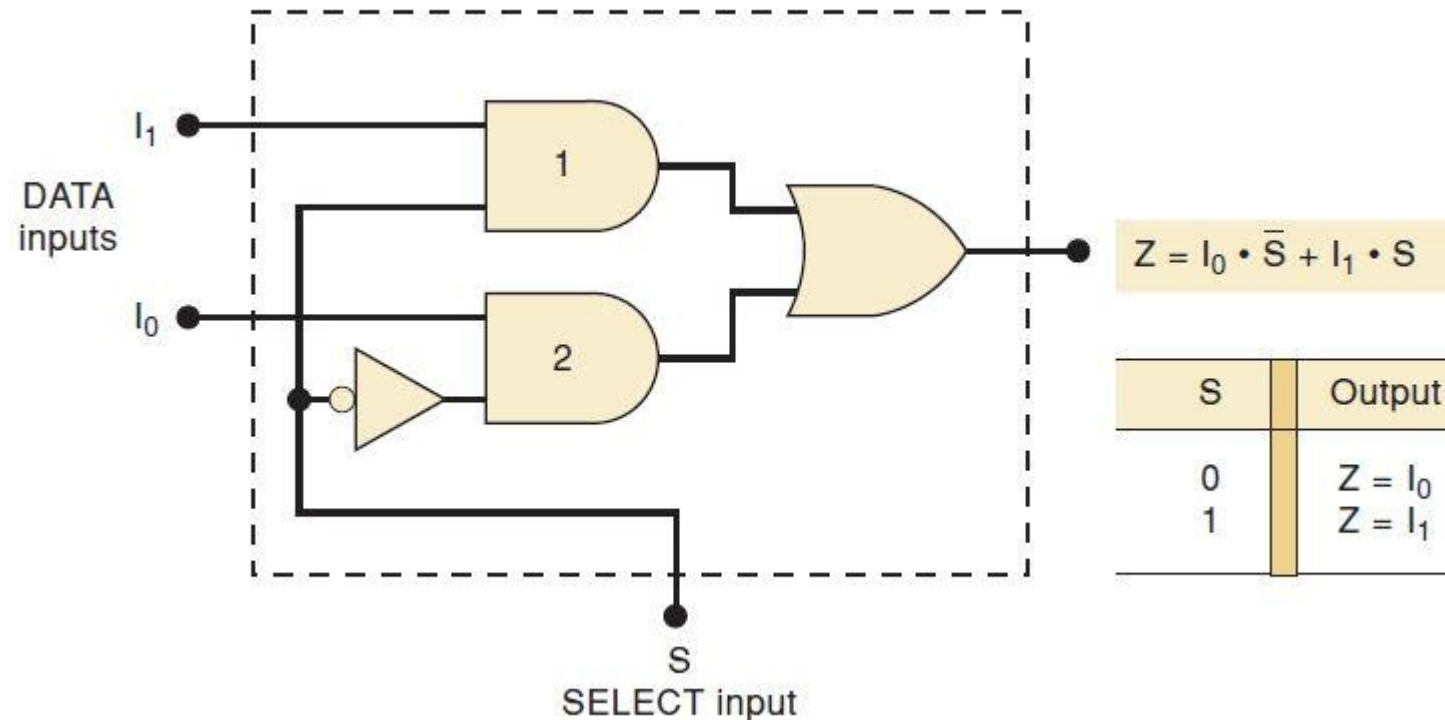 I₁
1
DATA
inputs
Z = I₀ • S̅ + I₁ • S
I₀
2
S Output
0 Z = I₀
1 Z = I₁
S
SELECT input